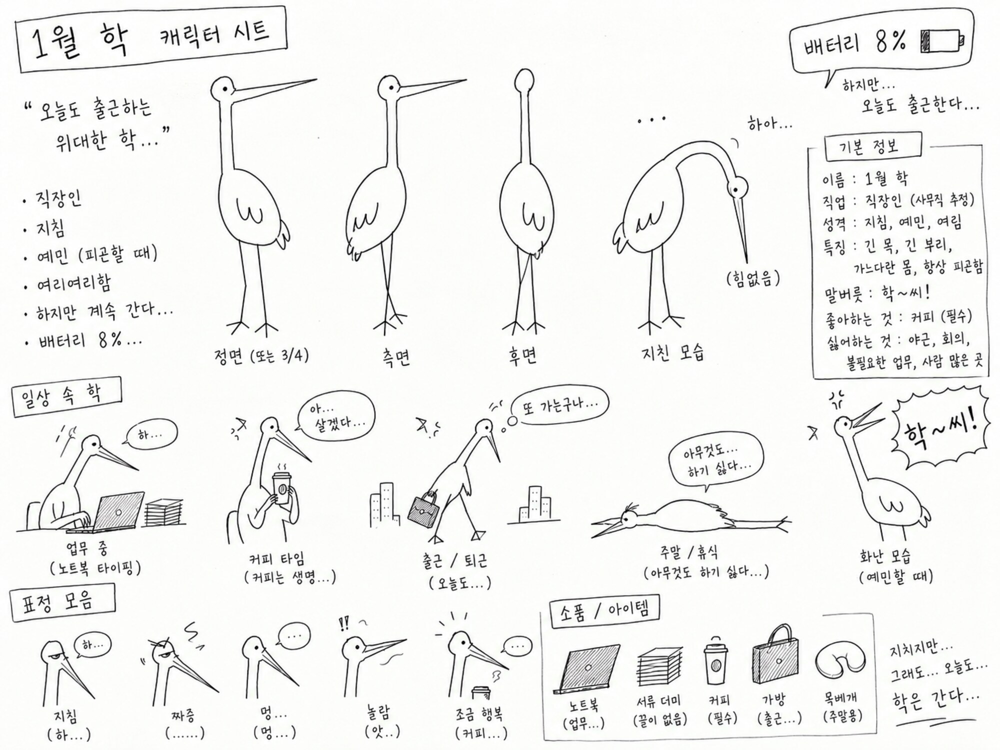 1월 학 캐릭터 시트
“ 오늘도 출근하는
위대한 학...”
• 직장인
• 지침
• 예민 (피곤할 때)
• 여리여리함
• 하지만 계속 간다...
• 배터리 8%...
정면 (또는 3/4)
측면
후면
...
하아...
(힘없음)
지친 모습
배터리 8%
하지만...
오늘도 출근한다...
기본 정보
이름 : 1월 학
직업 : 직장인 (사무직 추정)
성격 : 지침, 예민, 여림
특징 : 긴 목, 긴 부리,
가느다란 몸, 항상 피곤함
말버릇 : 학~씨!
좋아하는 것 : 커피 (필수)
싫어하는 것 : 야근, 회의,
불필요한 업무, 사람 많은 곳
일상 속 학
하...
업무 중
(노트북 타이핑)
아...
살겠다...
커피 타임
(커피는 생명...)
또 가는구나...
출근 / 퇴근
(오늘도...)
아무것도...
하기 싫다...
주말 / 휴식
(아무것도 하기 싫다...)
학~씨!
화난 모습
(예민할 때)
표정 모음
하...
지침
(하...)
짜증
(......)
...
멍...
(멍...)
!!
놀람
(앗..)
...
조금 행복
(커피...)
소품 / 아이템
노트북
(업무...)
서류 더미
(끝이 없음)
커피
(필수)
가방
(출근...)
목베개
(주말용)
지치지만...
그래도... 오늘도...
학은 간다...